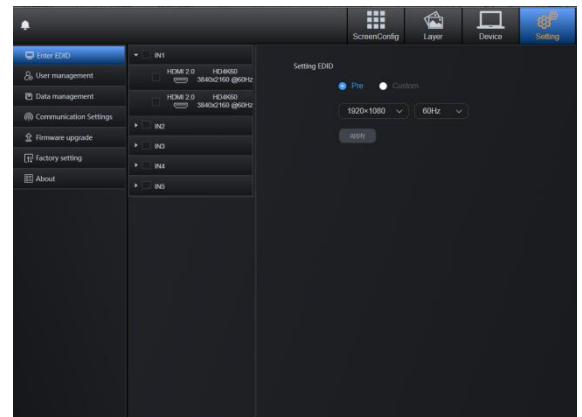 ScreenConfig
Layer
Device
Setting
Enter EDID
User management
Data management
Communication Settings
Firmware upgrade
Factory setting
About
IN1
HDMI 2.0 HD4K60
3840x2160 @60Hz
HDMI 2.0 HD4K60
3840x2160 @60Hz
IN2
IN3
IN4
IN5
Setting EDID
Pre Custom
1920×1080 60Hz
apply